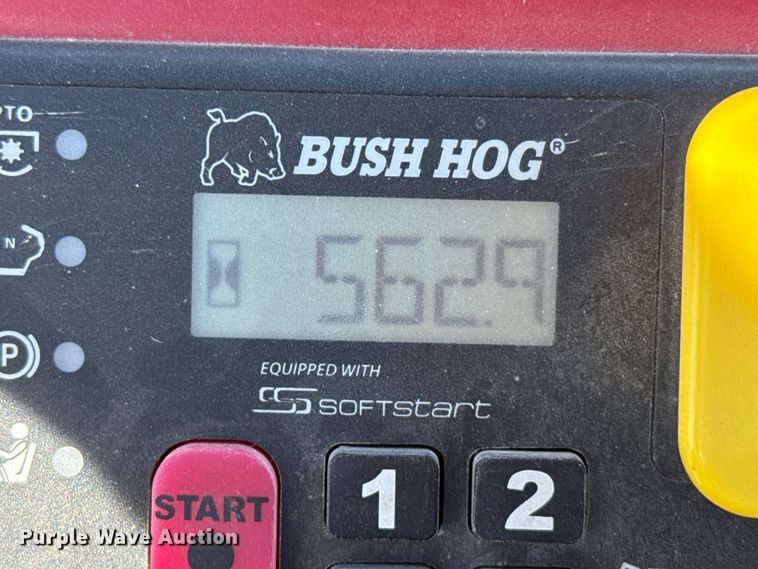 PTO
BUSH HOG®
N
562.9
P
EQUIPPED WITH
SOFTstart
START
1
2
Purple Wave Auction